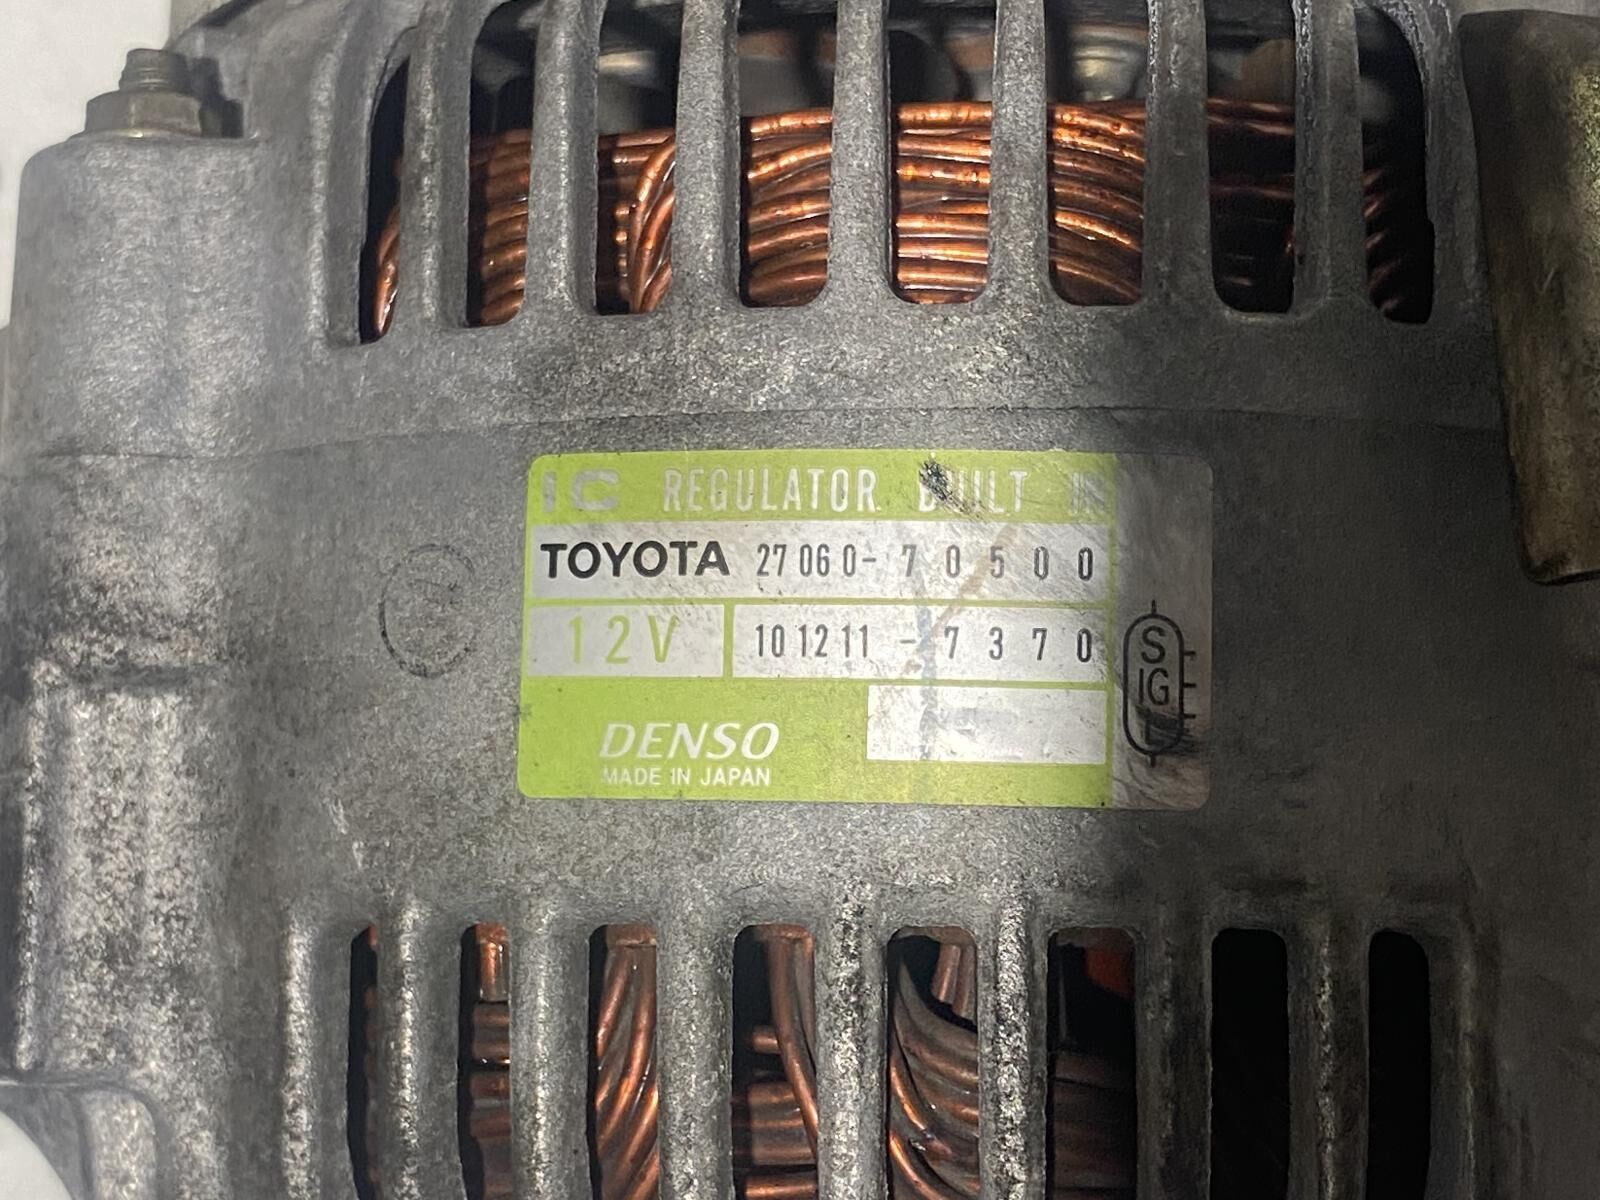 IC REGULATOR BUILT IN
TOYOTA 27060-70500
12V 101211-7370
S
IG
L
DENSO
MADE IN JAPAN